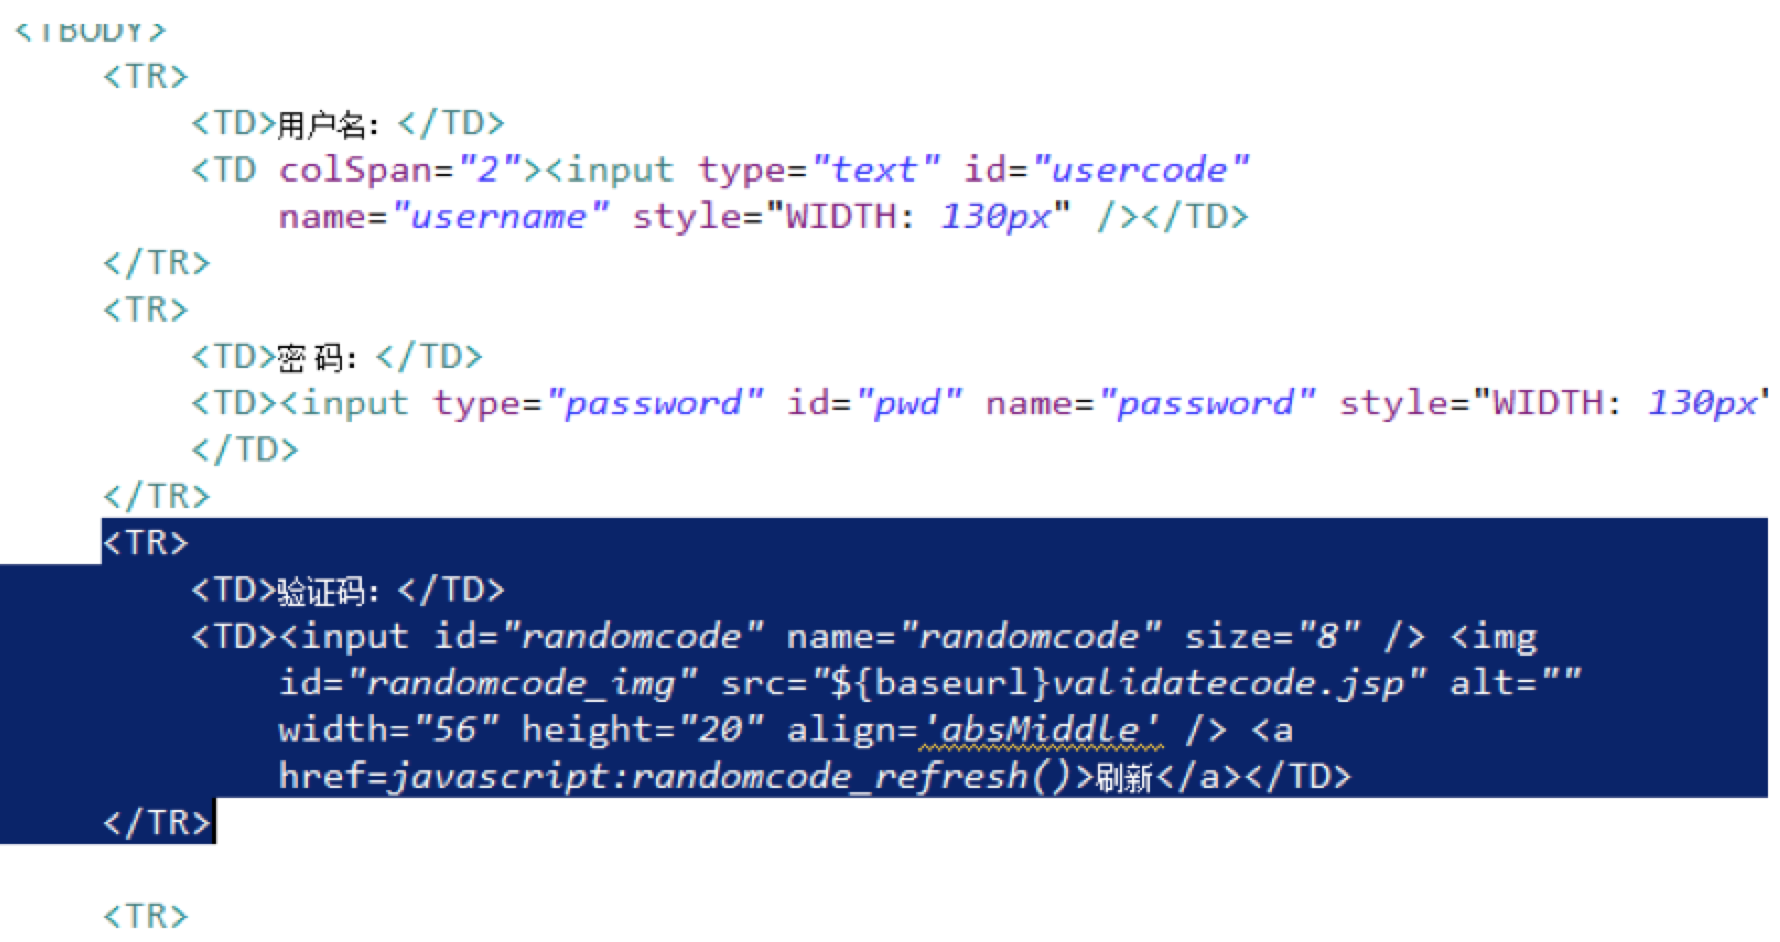 <TBODY>
<TR>
<TD>用户名：</TD>
<TD colSpan="2"><input type="text" id="usercode"
name="username" style="WIDTH: 130px" /></TD>
</TR>
<TR>
<TD>密 码：</TD>
<TD><input type="password" id="pwd" name="password" style="WIDTH: 130px"
</TD>
</TR>
<TR>
<TD>验证码：</TD>
<TD><input id="randomcode" name="randomcode" size="8" /> <img
id="randomcode_img" src="${baseurl}validatecode.jsp" alt=""
width="56" height="20" align='absMiddle' /> <a
href=javascript:randomcode_refresh()>刷新</a></TD>
</TR>
<TR>